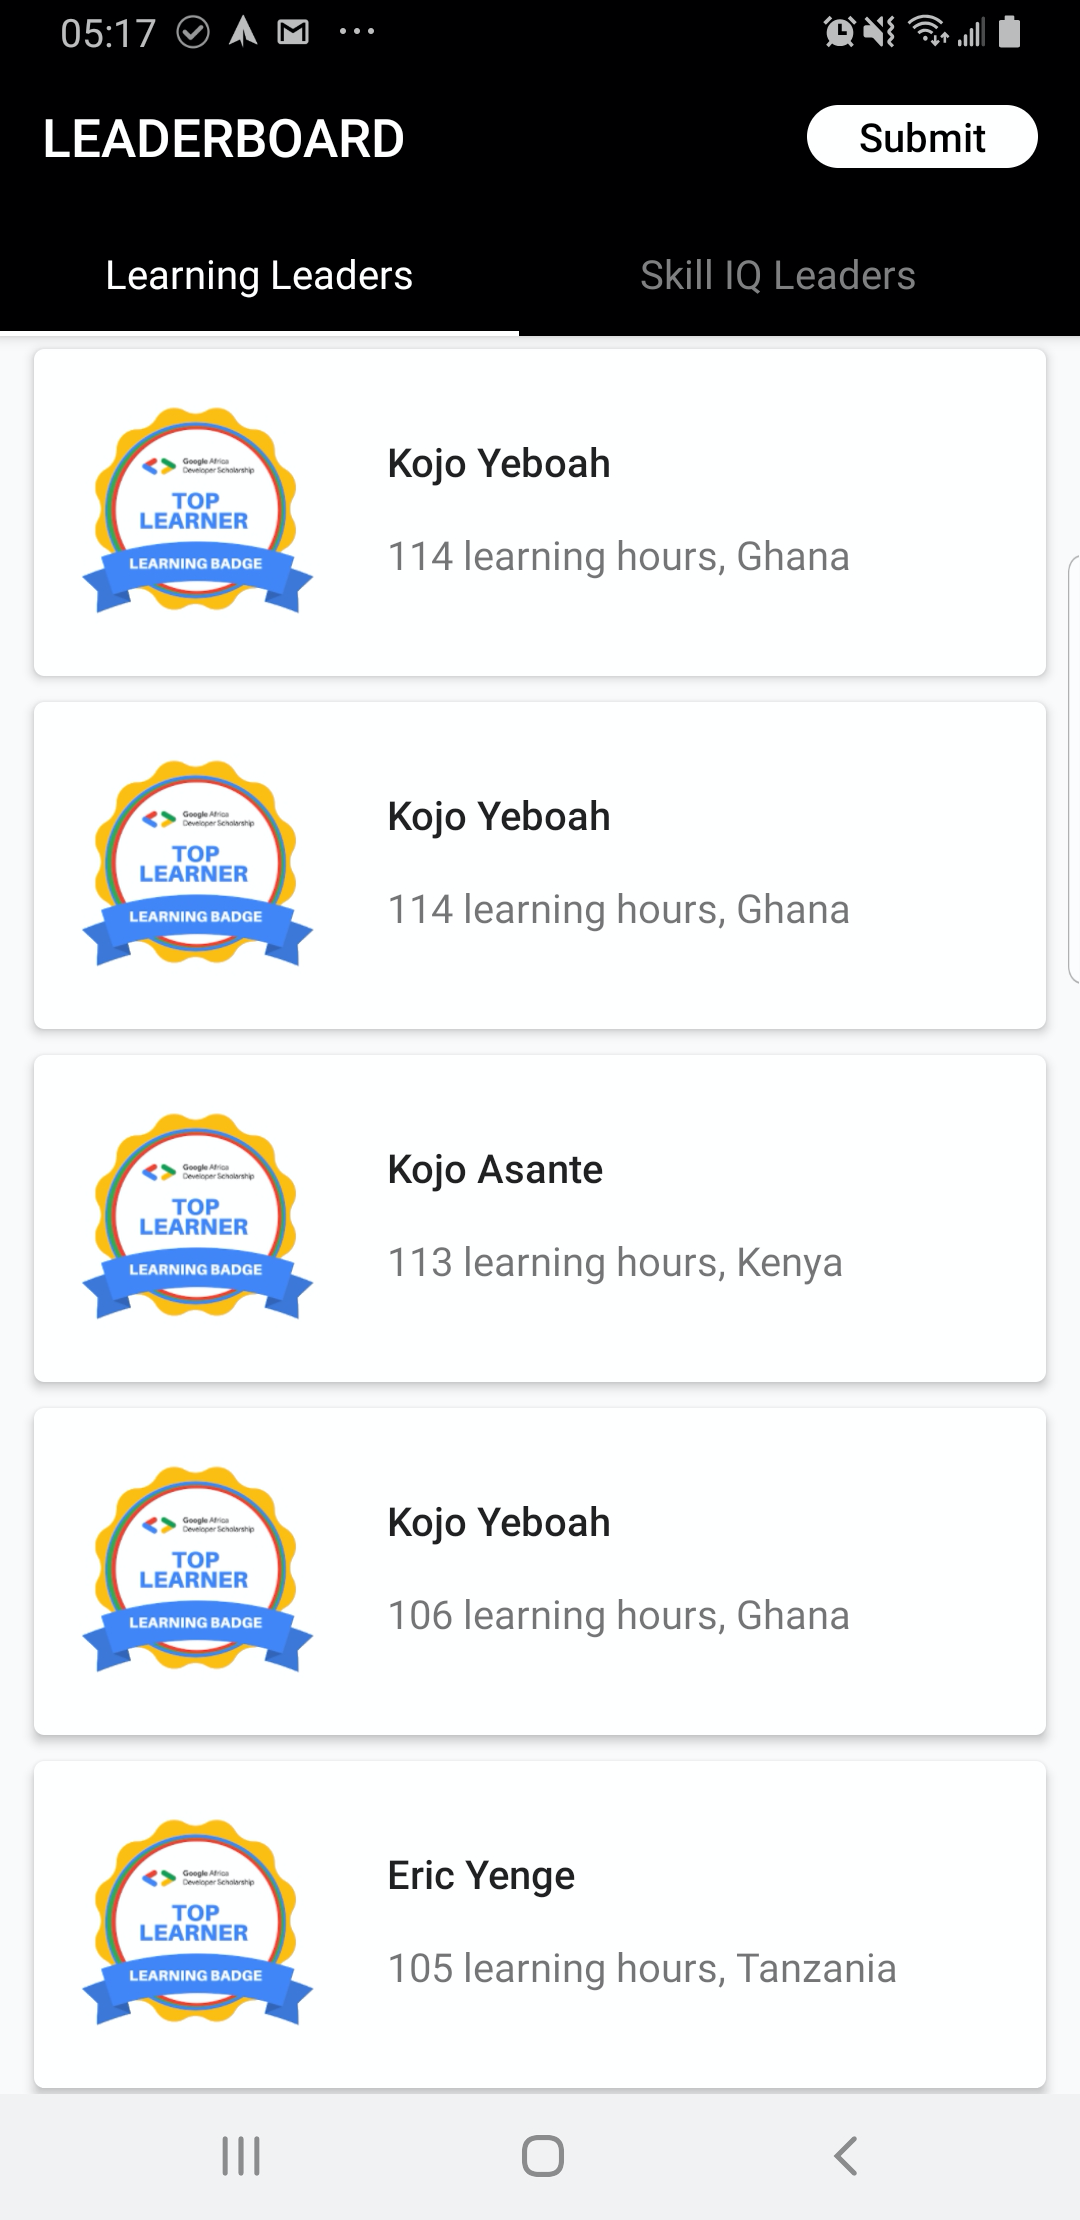 05:17
LEADERBOARD
Submit
Learning Leaders
Skill IQ Leaders
Google Africa
Developer Scholarship
TOP
LEARNER
LEARNING BADGE
Kojo Yeboah
114 learning hours, Ghana
Google Africa
Developer Scholarship
TOP
LEARNER
LEARNING BADGE
Kojo Yeboah
114 learning hours, Ghana
Google Africa
Developer Scholarship
TOP
LEARNER
LEARNING BADGE
Kojo Asante
113 learning hours, Kenya
Google Africa
Developer Scholarship
TOP
LEARNER
LEARNING BADGE
Kojo Yeboah
106 learning hours, Ghana
Google Africa
Developer Scholarship
TOP
LEARNER
LEARNING BADGE
Eric Yenge
105 learning hours, Tanzania